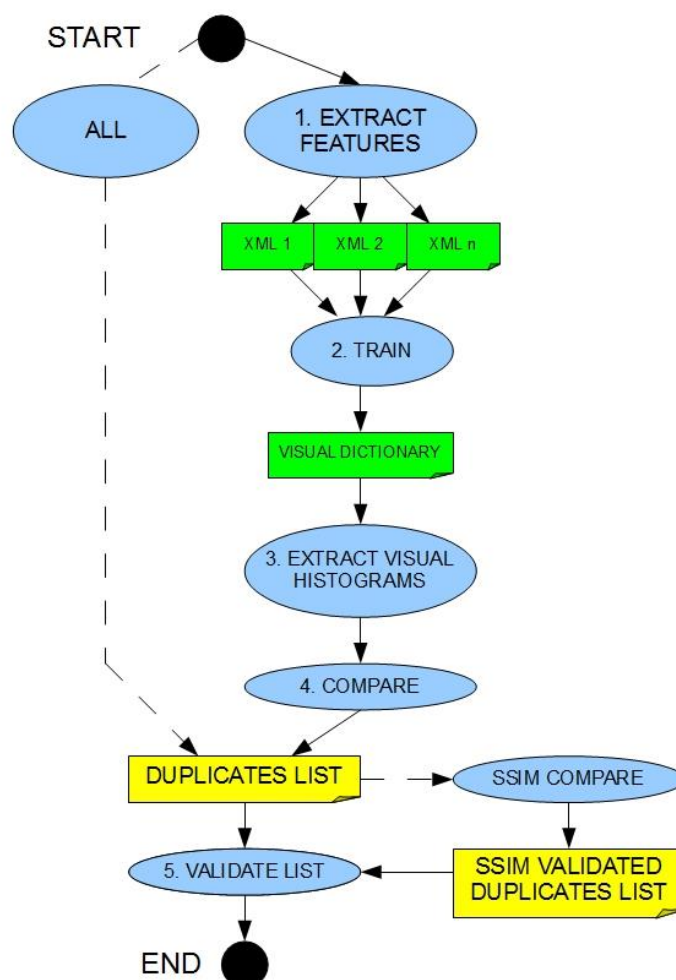 START
ALL
1. EXTRACT
FEATURES
XML 1
XML 2
XML n
2. TRAIN
VISUAL DICTIONARY
3. EXTRACT VISUAL
HISTOGRAMS
4. COMPARE
DUPLICATES LIST
SSIM COMPARE
5. VALIDATE LIST
SSIM VALIDATED
DUPLICATES LIST
END